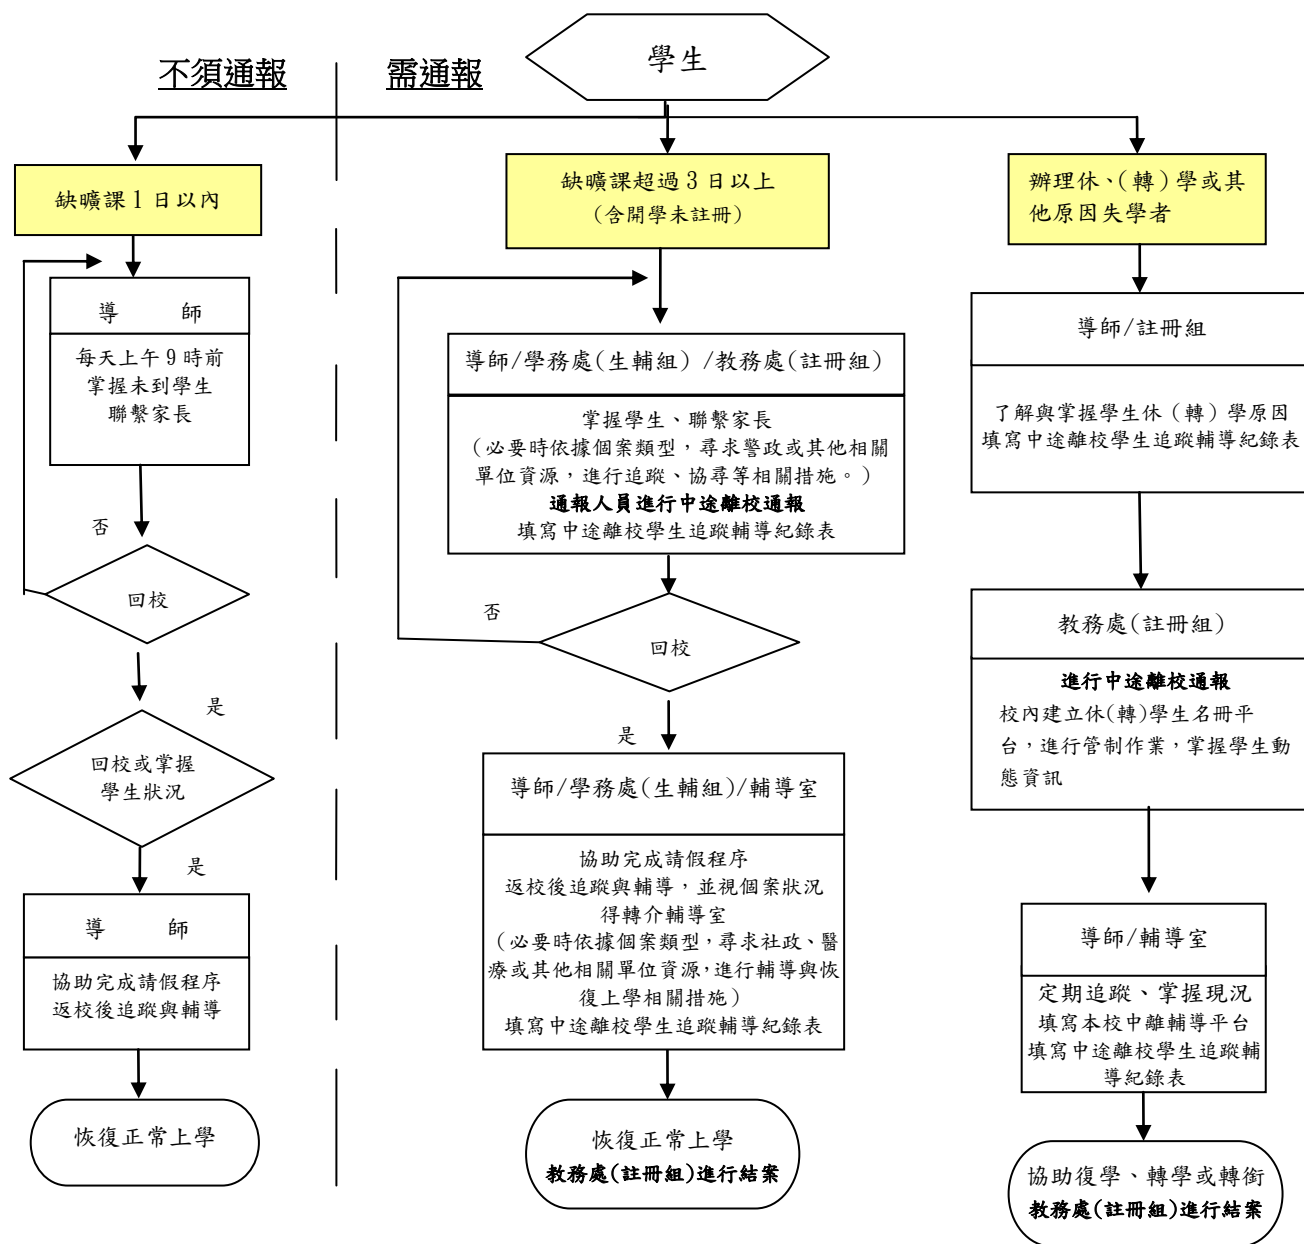 學生
不須通報
需通報
缺曠課1日以內
導 師
每天上午9時前
掌握未到學生
聯繫家長
否
回校
是
回校或掌握
學生狀況
是
導 師
協助完成請假程序
返校後追蹤與輔導
恢復正常上學
缺曠課超過3日以上
(含開學未註冊)
導師/學務處(生輔組)/教務處(註冊組)
掌握學生、聯繫家長
(必要時依據個案類型,尋求警政或其他相關
單位資源,進行追蹤、協尋等相關措施。)
通報人員進行中途離校通報
填寫中途離校學生追蹤輔導紀錄表
否
回校
是
導師/學務處(生輔組)/輔導室
協助完成請假程序
返校後追蹤與輔導,並視個案狀況
得轉介輔導室
(必要時依據個案類型,尋求社政、醫
療或其他相關單位資源,進行輔導與恢
復上學相關措施)
填寫中途離校學生追蹤輔導紀錄表
恢復正常上學
教務處(註冊組)進行結案
辦理休、(轉)學或其
他原因失學者
導師/註冊組
了解與掌握學生休(轉)學原因
填寫中途離校學生追蹤輔導紀錄表
教務處(註冊組)
進行中途離校通報
校內建立休(轉)學生名冊平
台,進行管制作業,掌握學生動
態資訊
導師/輔導室
定期追蹤、掌握現況
填寫本校中離輔導平台
填寫中途離校學生追蹤輔
導紀錄表
協助復學、轉學或轉銜
教務處(註冊組)進行結案